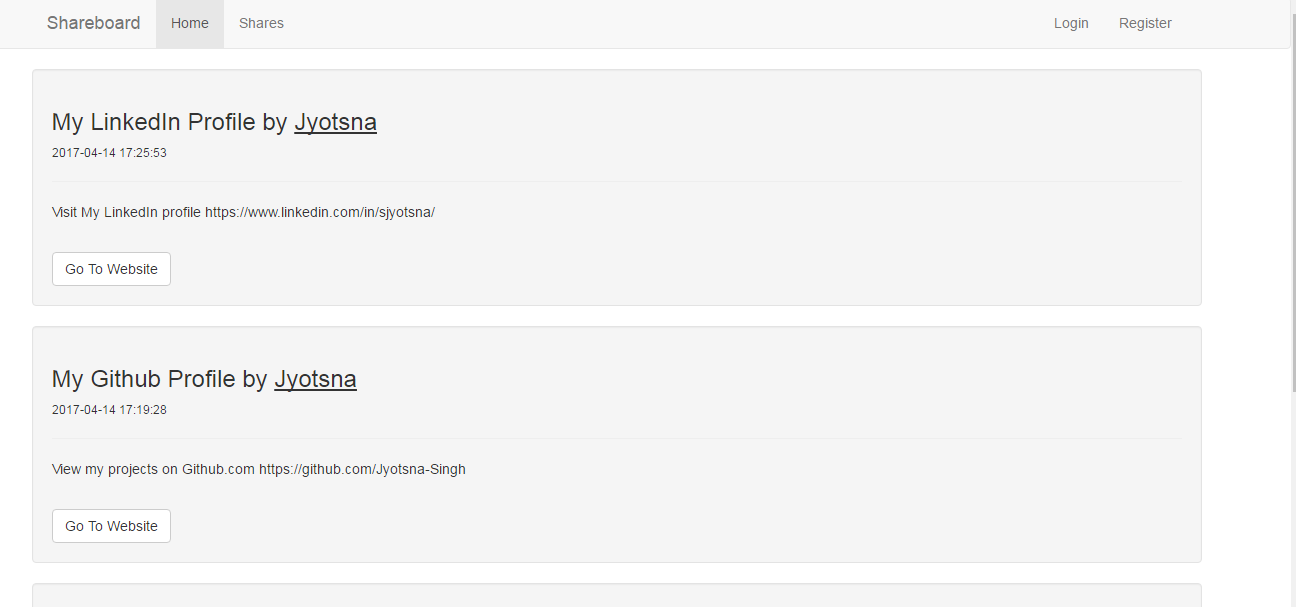 Shareboard Home Shares Login Register
My LinkedIn Profile by Jyotsna
2017-04-14 17:25:53
Visit My LinkedIn profile https://www.linkedin.com/in/sjyotsna/
Go To Website
My Github Profile by Jyotsna
2017-04-14 17:19:28
View my projects on Github.com https://github.com/Jyotsna-Singh
Go To Website